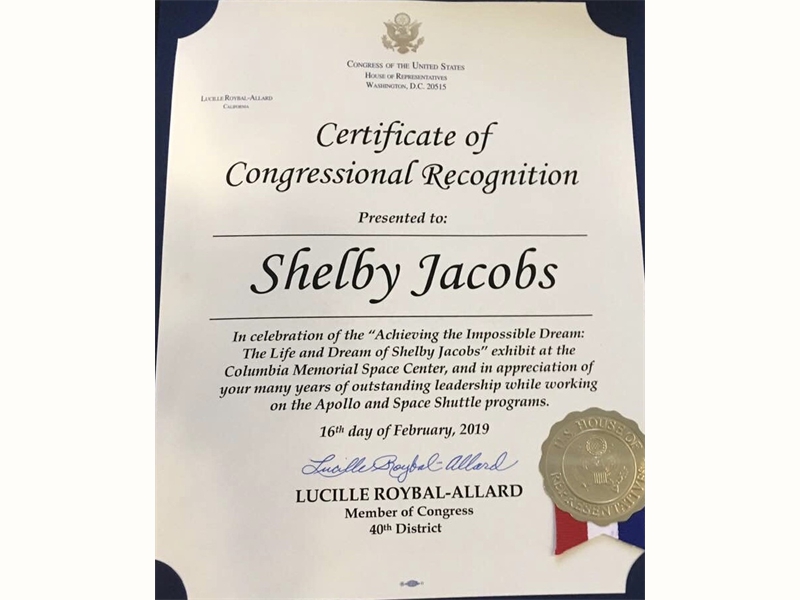 CONGRESS OF THE UNITED STATES
HOUSE OF REPRESENTATIVES
WASHINGTON, D.C. 20515
LUCILLE ROYBAL-ALLARD
CALIFORNIA
Certificate of
Congressional Recognition
Presented to:
Shelby Jacobs
In celebration of the “Achieving the Impossible Dream:
The Life and Dream of Shelby Jacobs” exhibit at the
Columbia Memorial Space Center, and in appreciation of
your many years of outstanding leadership while working
on the Apollo and Space Shuttle programs.
16th day of February, 2019
Lucille Roybal-Allard
LUCILLE ROYBAL-ALLARD
Member of Congress
40th District
U.S. HOUSE OF
REPRESENTATIVES